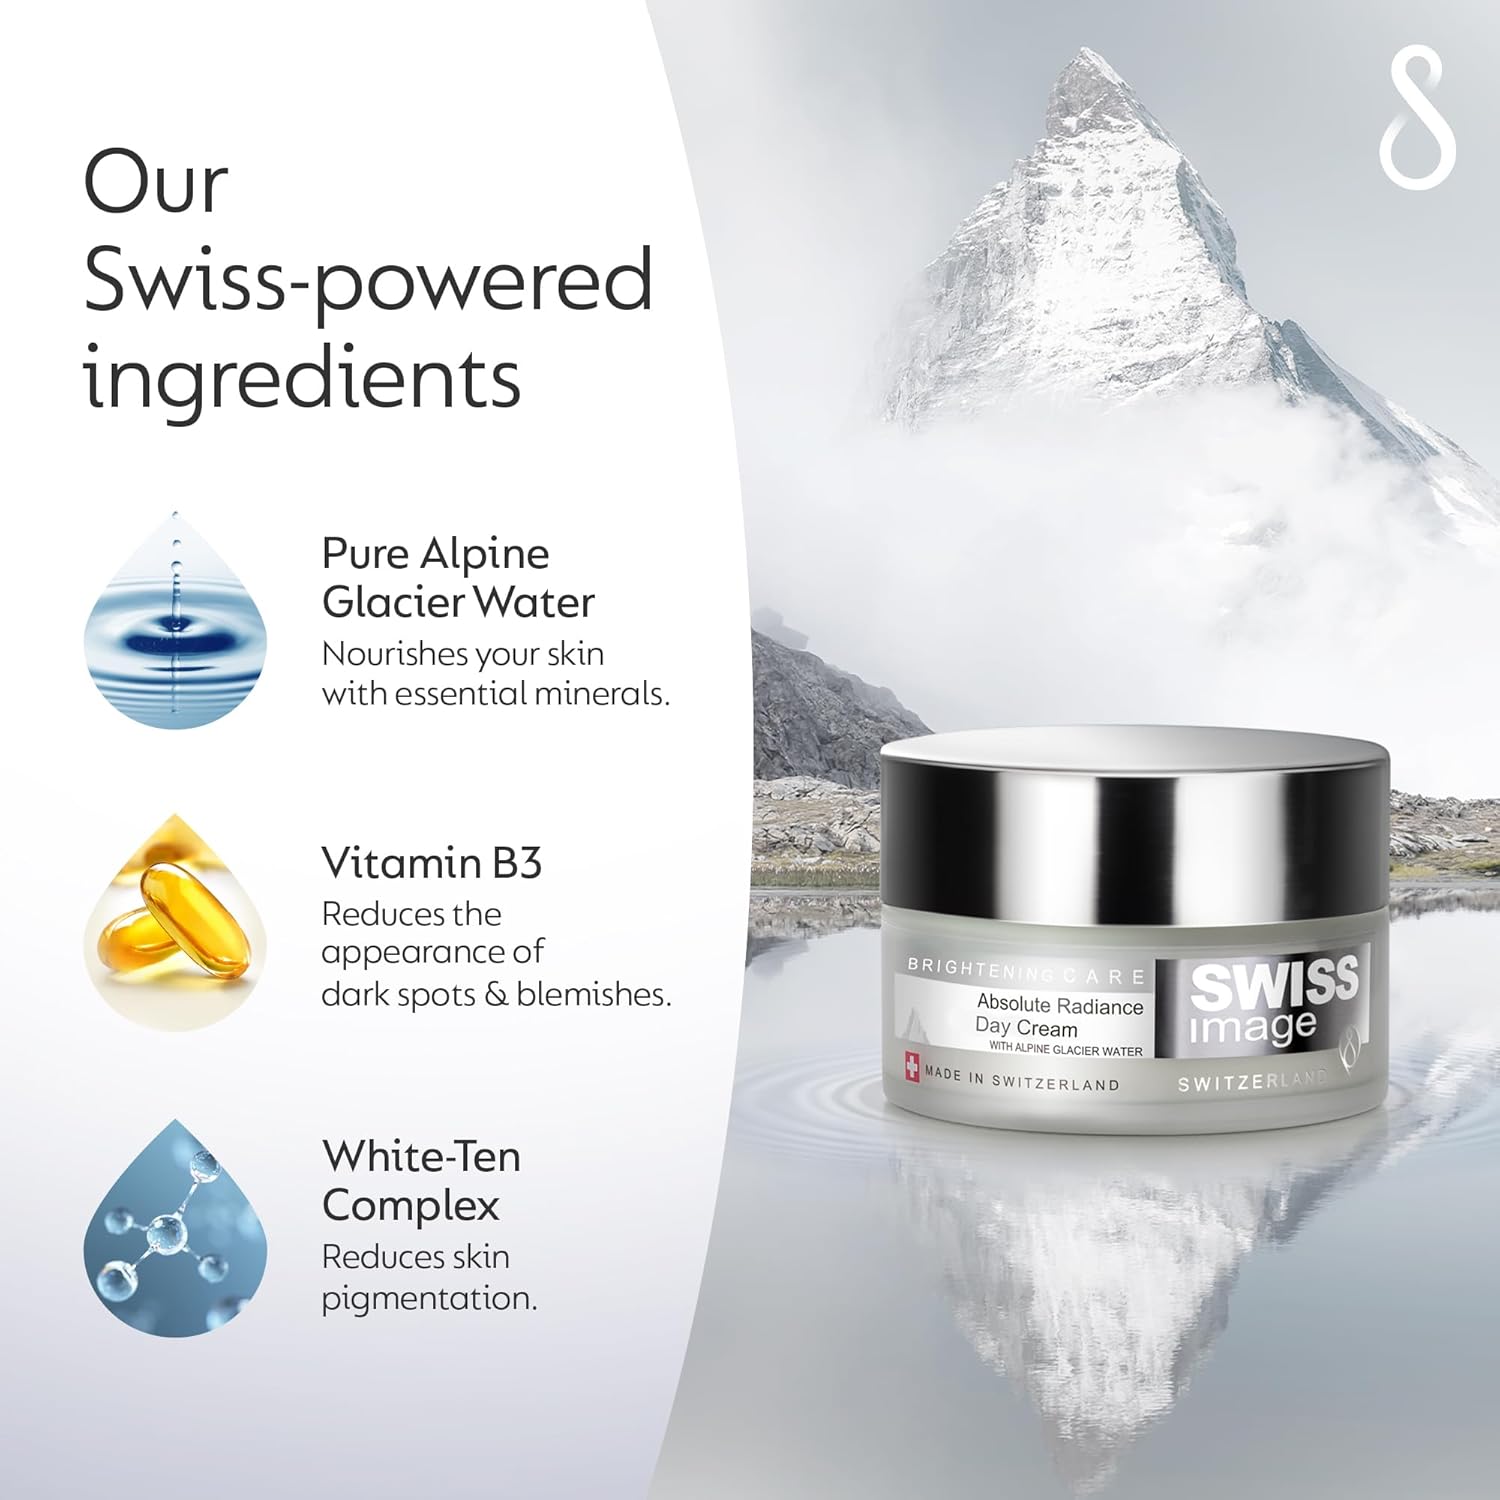 Our
Swiss-powered
ingredients
Pure Alpine
Glacier Water
Nourishes your skin
with essential minerals.
Vitamin B3
Reduces the
appearance of
dark spots & blemishes.
White-Ten
Complex
Reduces skin
pigmentation.
BRIGHTENING CARE
Absolute Radiance
Day Cream
WITH ALPINE GLACIER WATER
MADE IN SWITZERLAND
SWISS
image
SWITZERLAND